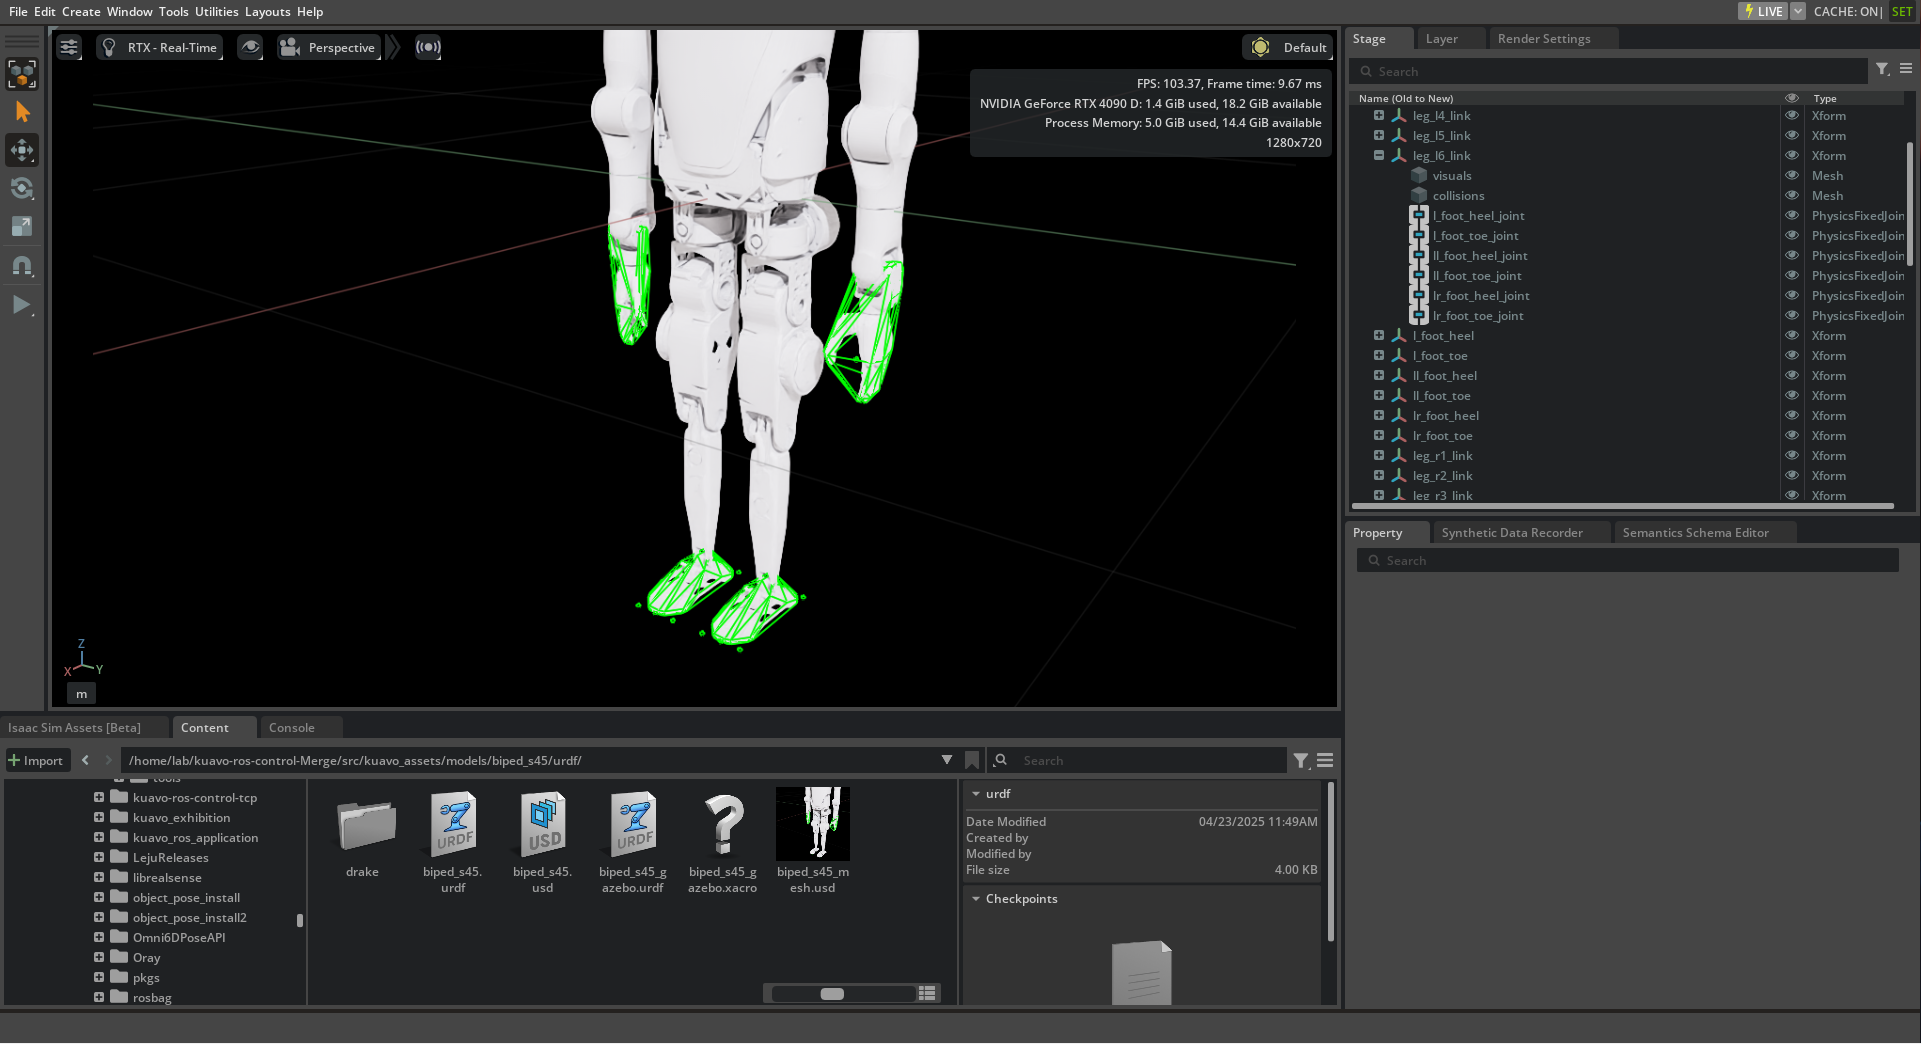 File Edit Create Window Tools Utilities Layouts Help
LIVE CACHE: ON| SET
RTX - Real-Time
Perspective
Default
FPS: 103.37, Frame time: 9.67 ms
NVIDIA GeForce RTX 4090 D: 1.4 GiB used, 18.2 GiB available
Process Memory: 5.0 GiB used, 14.4 GiB available
1280x720
Z
X
Y
m
Stage Layer Render Settings
Search
Name (Old to New) Type
leg_l4_link Xform
leg_l5_link Xform
leg_l6_link Xform
visuals Mesh
collisions Mesh
l_foot_heel_joint PhysicsFixedJoin
l_foot_toe_joint PhysicsFixedJoin
ll_foot_heel_joint PhysicsFixedJoin
ll_foot_toe_joint PhysicsFixedJoin
lr_foot_heel_joint PhysicsFixedJoin
lr_foot_toe_joint PhysicsFixedJoin
l_foot_heel Xform
l_foot_toe Xform
ll_foot_heel Xform
ll_foot_toe Xform
lr_foot_heel Xform
lr_foot_toe Xform
leg_r1_link Xform
leg_r2_link Xform
leg_r3_link Xform
Property Synthetic Data Recorder Semantics Schema Editor
Search
Isaac Sim Assets [Beta] Content Console
Import
/home/lab/kuavo-ros-control-Merge/src/kuavo_assets/models/biped_s45/urdf/
Search
tools
kuavo-ros-control-tcp
kuavo_exhibition
kuavo_ros_application
LejuReleases
librealsense
object_pose_install
object_pose_install2
Omni6DPoseAPI
Oray
pkgs
rosbag
URDF
USD
URDF
drake
biped_s45.
urdf
biped_s45.
usd
biped_s45_g
azebo.urdf
biped_s45_g
azebo.xacro
biped_s45_m
esh.usd
urdf
Date Modified 04/23/2025 11:49AM
Created by
Modified by
File size 4.00 KB
Checkpoints